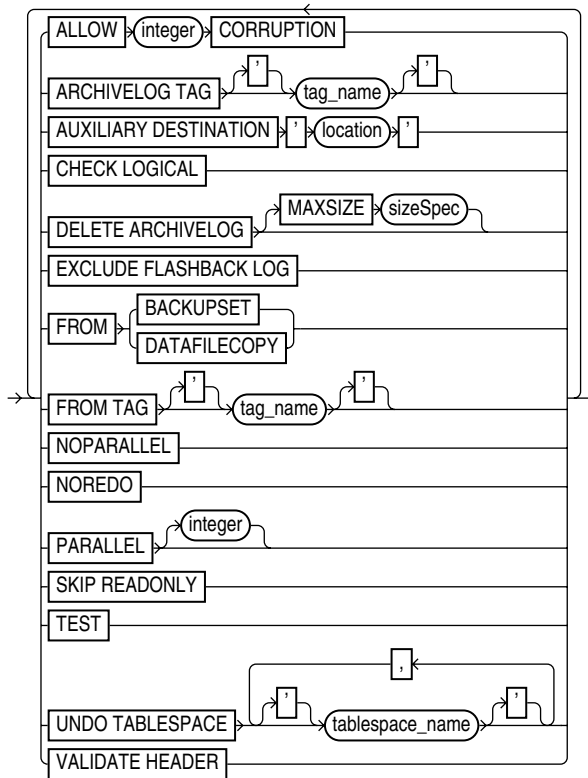 ALLOW integer CORRUPTION
' '
ARCHIVELOG TAG tag_name
AUXILIARY DESTINATION ' location '
CHECK LOGICAL
MAXSIZE sizeSpec
DELETE ARCHIVELOG
EXCLUDE FLASHBACK LOG
BACKUPSET
FROM
DATAFILECOPY
' '
FROM TAG tag_name
NOPARALLEL
NOREDO
integer
PARALLEL
SKIP READONLY
TEST
,
' '
UNDO TABLESPACE tablespace_name
VALIDATE HEADER